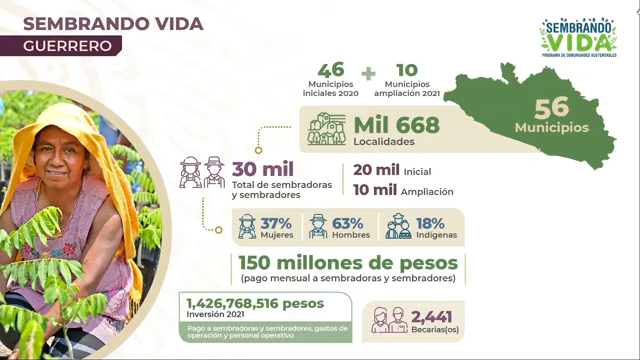 SEMBRANDO VIDA
GUERRERO
SEMBRANDO
VIDA
PROGRAMA DE COMUNIDADES SUSTENTABLES
46 + 10
Municipios iniciales 2020
Municipios ampliación 2021
56
Municipios
Mil 668
Localidades
30 mil
Total de sembradoras
y sembradores
20 mil Inicial
10 mil Ampliación
37%
Mujeres
63%
Hombres
18%
Indígenas
150 millones de pesos
(pago mensual a sembradoras y sembradores)
1,426,768,516 pesos
Inversión 2021
Pago a sembradoras y sembradores, gastos de
operación y personal operativo
2,441
Becarias(os)